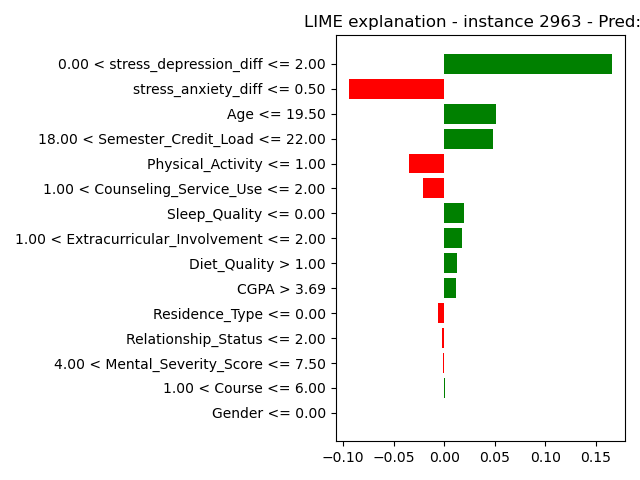 LIME explanation - instance 2963 - Pred:
0.00 < stress_depression_diff <= 2.00
stress_anxiety_diff <= 0.50
Age <= 19.50
18.00 < Semester_Credit_Load <= 22.00
Physical_Activity <= 1.00
1.00 < Counseling_Service_Use <= 2.00
Sleep_Quality <= 0.00
1.00 < Extracurricular_Involvement <= 2.00
Diet_Quality > 1.00
CGPA > 3.69
Residence_Type <= 0.00
Relationship_Status <= 2.00
4.00 < Mental_Severity_Score <= 7.50
1.00 < Course <= 6.00
Gender <= 0.00
−0.10 −0.05 0.00 0.05 0.10 0.15